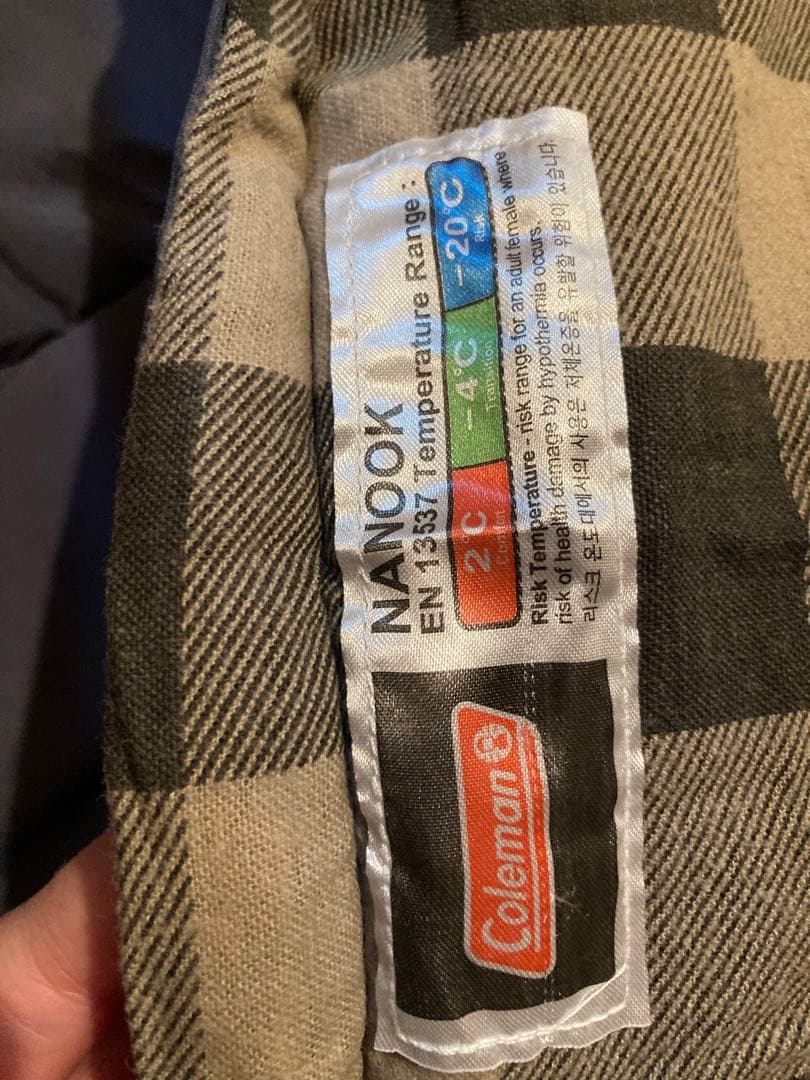 NANOOK
EN 13537 Temperature Range :
2°C
Comfort
-4°C
Transition
-20°C
Risk
Risk Temperature - risk range for an adult female where
risk of health damage by hypothermia occurs.
리스크 온도대에서의 사용은 저체온증을 유발할 위험이 있습니다.
Coleman